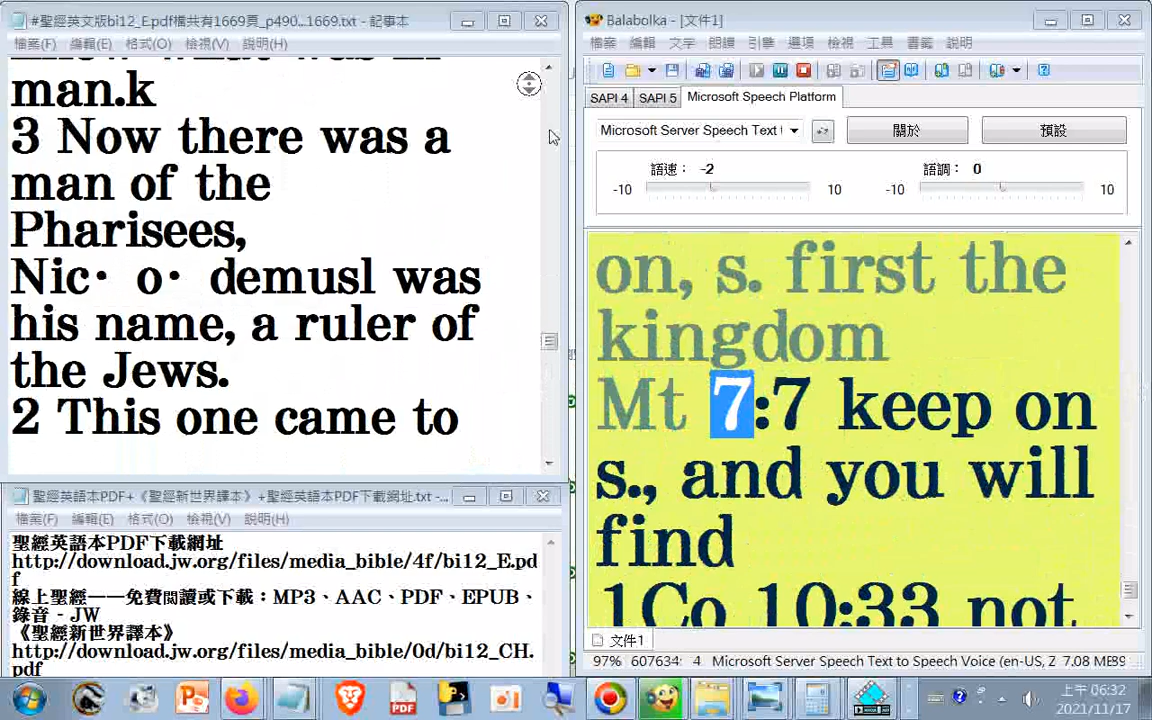 #聖經英文版bi12_E.pdf橫共有1669頁_p490...1669.txt - 記事本
檔案(F) 編輯(E) 格式(O) 檢視(V) 說明(H)
man.k
3 Now there was a
man of the
Pharisees,
Nic· o· demusl was
his name, a ruler of
the Jews.
2 This one came to
聖經英語本PDF+《聖經新世界譯本》+聖經英語本PDF下載網址.txt -...
檔案(F) 編輯(E) 格式(O) 檢視(V) 說明(H)
聖經英語本PDF下載網址
http://download.jw.org/files/media_bible/4f/bi12_E.pd
f
線上聖經——免費閱讀或下載：MP3、AAC、PDF、EPUB、
錄音 - JW
《聖經新世界譯本》
http://download.jw.org/files/media_bible/0d/bi12_CH.
pdf
Balabolka - [文件1]
檔案 編輯 文字 朗讀 引擎 選項 檢視 工具 書籤 說明
SAPI 4 SAPI 5 Microsoft Speech Platform
Microsoft Server Speech Text 關於 預設
語速： -2 語調： 0
-10 10 -10 10
on, s. first the
kingdom
Mt 7:7 keep on
s., and you will
find
1Co 10:33 not
文件1
97% 607634: 4 Microsoft Server Speech Text to Speech Voice (en-US, Z 7.08 MB
上午 06:32
2021/11/17